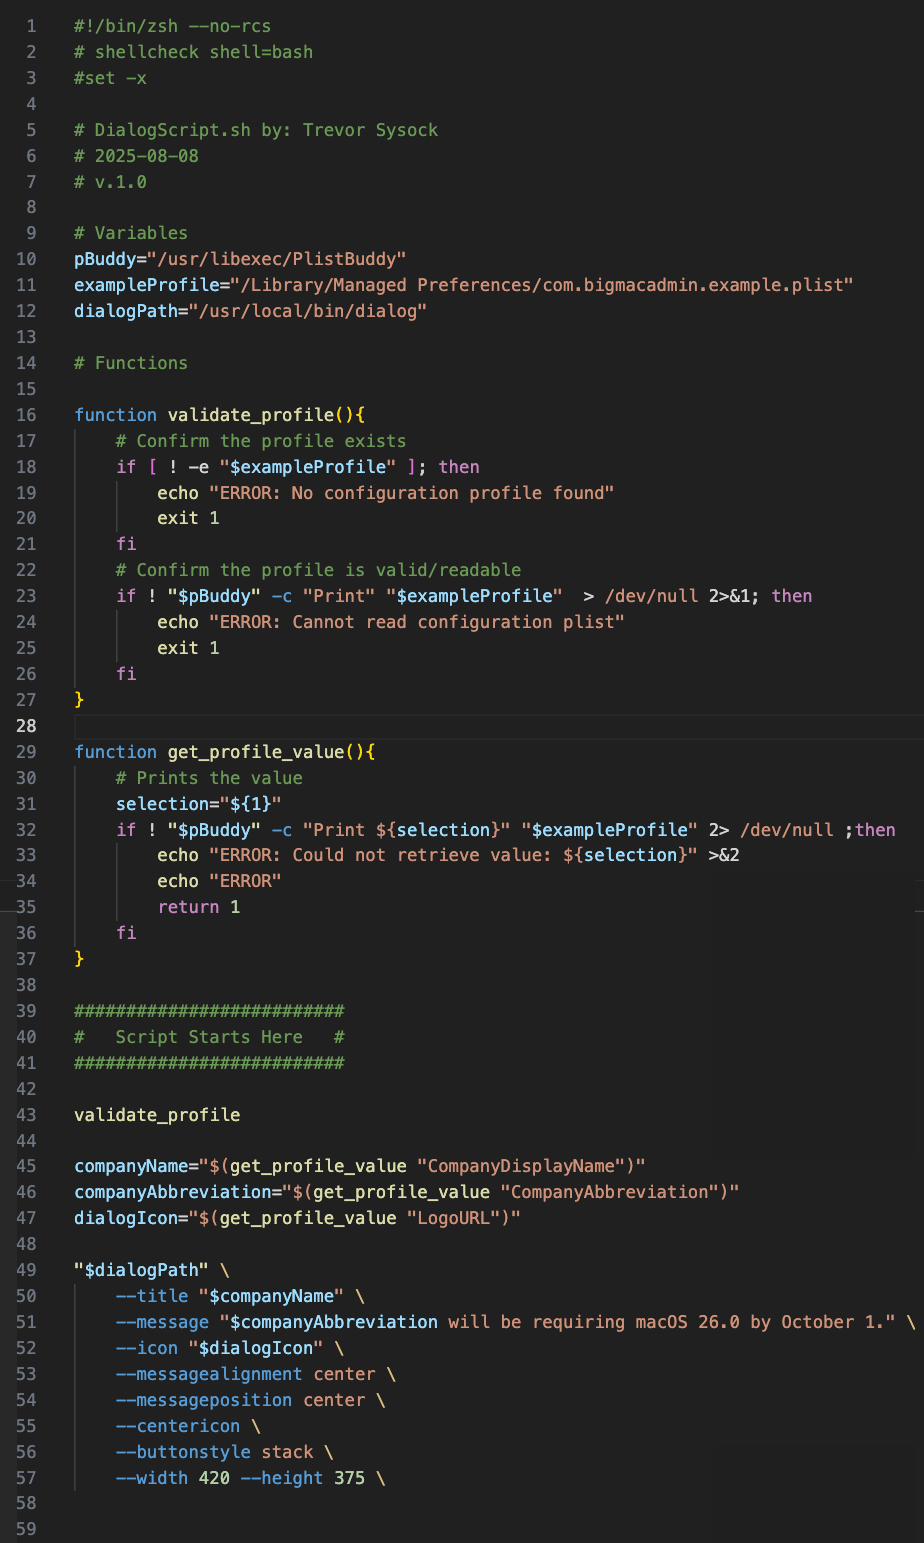 1 #!/bin/zsh --no-rcs
2 # shellcheck shell=bash
3 #set -x
4
5 # DialogScript.sh by: Trevor Sysock
6 # 2025-08-08
7 # v.1.0
8
9 # Variables
10 pBuddy="/usr/libexec/PlistBuddy"
11 exampleProfile="/Library/Managed Preferences/com.bigmacadmin.example.plist"
12 dialogPath="/usr/local/bin/dialog"
13
14 # Functions
15
16 function validate_profile(){
17     # Confirm the profile exists
18     if [ ! -e "$exampleProfile" ]; then
19         echo "ERROR: No configuration profile found"
20         exit 1
21     fi
22     # Confirm the profile is valid/readable
23     if ! "$pBuddy" -c "Print" "$exampleProfile"  > /dev/null 2>&1; then
24         echo "ERROR: Cannot read configuration plist"
25         exit 1
26     fi
27 }
28
29 function get_profile_value(){
30     # Prints the value
31     selection="${1}"
32     if ! "$pBuddy" -c "Print ${selection}" "$exampleProfile" 2> /dev/null ;then
33         echo "ERROR: Could not retrieve value: ${selection}" >&2
34         echo "ERROR"
35         return 1
36     fi
37 }
38
39 ##########################
40 #   Script Starts Here   #
41 ##########################
42
43 validate_profile
44
45 companyName="$(get_profile_value "CompanyDisplayName")"
46 companyAbbreviation="$(get_profile_value "CompanyAbbreviation")"
47 dialogIcon="$(get_profile_value "LogoURL")"
48
49 "$dialogPath" \
50     --title "$companyName" \
51     --message "$companyAbbreviation will be requiring macOS 26.0 by October 1." \
52     --icon "$dialogIcon" \
53     --messagealignment center \
54     --messageposition center \
55     --centericon \
56     --buttonstyle stack \
57     --width 420 --height 375 \
58
59